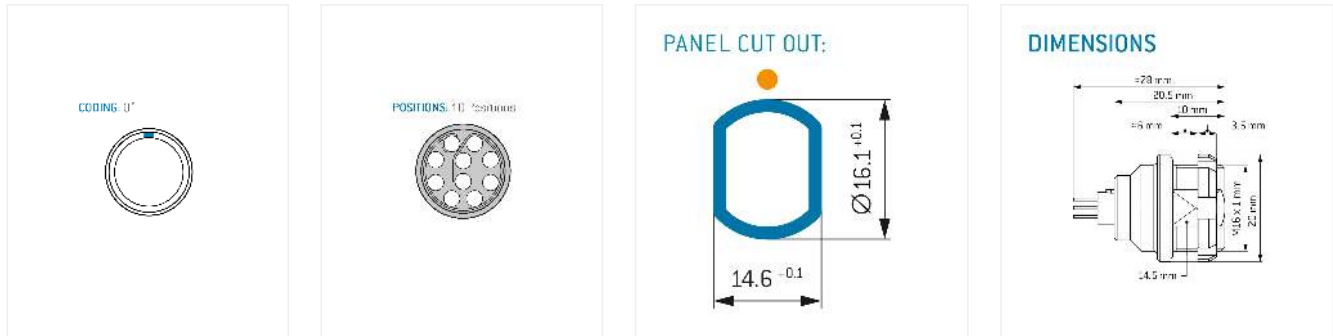 CODING: 0°
POSITIONS: 10 Positions
PANEL CUT OUT:
Ø16.1 +0.1
14.6 -0.1
DIMENSIONS
≈28 mm
20.5 mm
10 mm
≈6 mm
3.5 mm
M16 x 1 mm
20 mm
14.5 mm